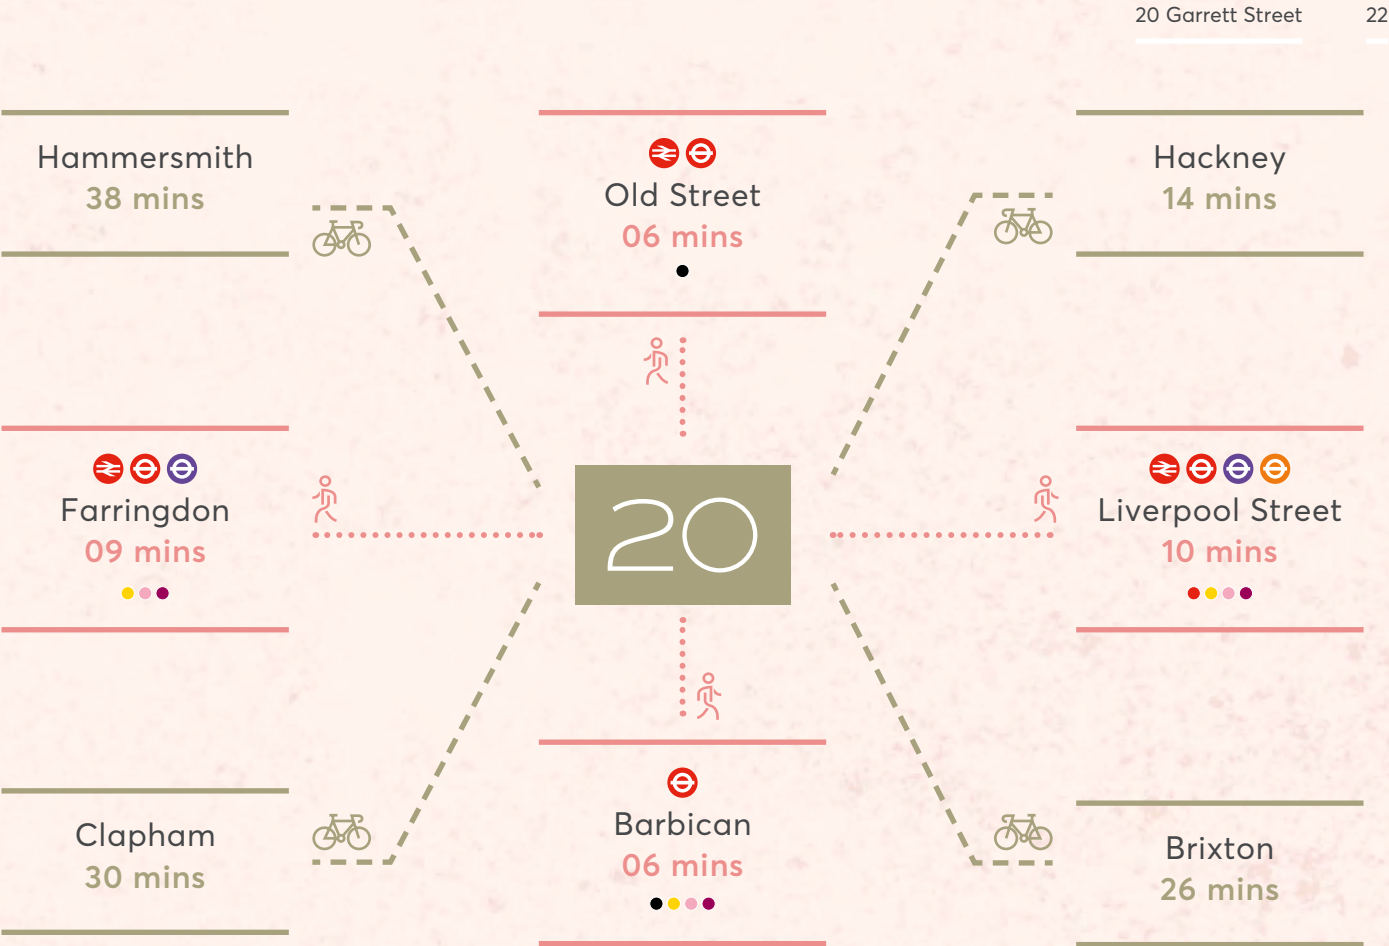 20 Garrett Street
22
Hammersmith
38 mins
Old Street
06 mins
Hackney
14 mins
Farringdon
09 mins
20
Liverpool Street
10 mins
Clapham
30 mins
Barbican
06 mins
Brixton
26 mins